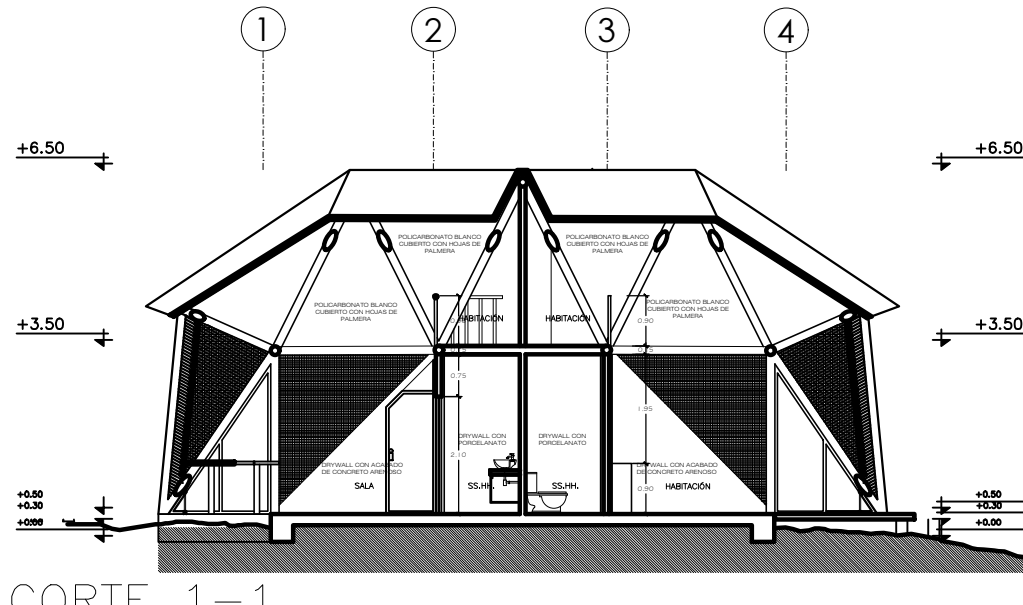 1
2
3
4
+6.50
+6.50
POLICARBONATO BLANCO
CUBIERTO CON HOJAS DE
PALMERA
POLICARBONATO BLANCO
CUBIERTO CON HOJAS DE
PALMERA
POLICARBONATO BLANCO
CUBIERTO CON HOJAS DE
PALMERA
POLICARBONATO BLANCO
CUBIERTO CON HOJAS DE
PALMERA
HABITACIÓN
HABITACIÓN
0.90
+3.50
+3.50
0.75
1.95
DRYWALL CON
PORCELANATO
DRYWALL CON
PORCELANATO
2.10
DRYWALL CON ACABADO
DE CONCRETO ARENOSO
DRYWALL CON ACABADO
DE CONCRETO ARENOSO
SALA
SS.HH.
SS.HH.
HABITACIÓN
0.90
+0.50
+0.30
+0.00
+0.50
+0.30
+0.00
CORTE 1-1